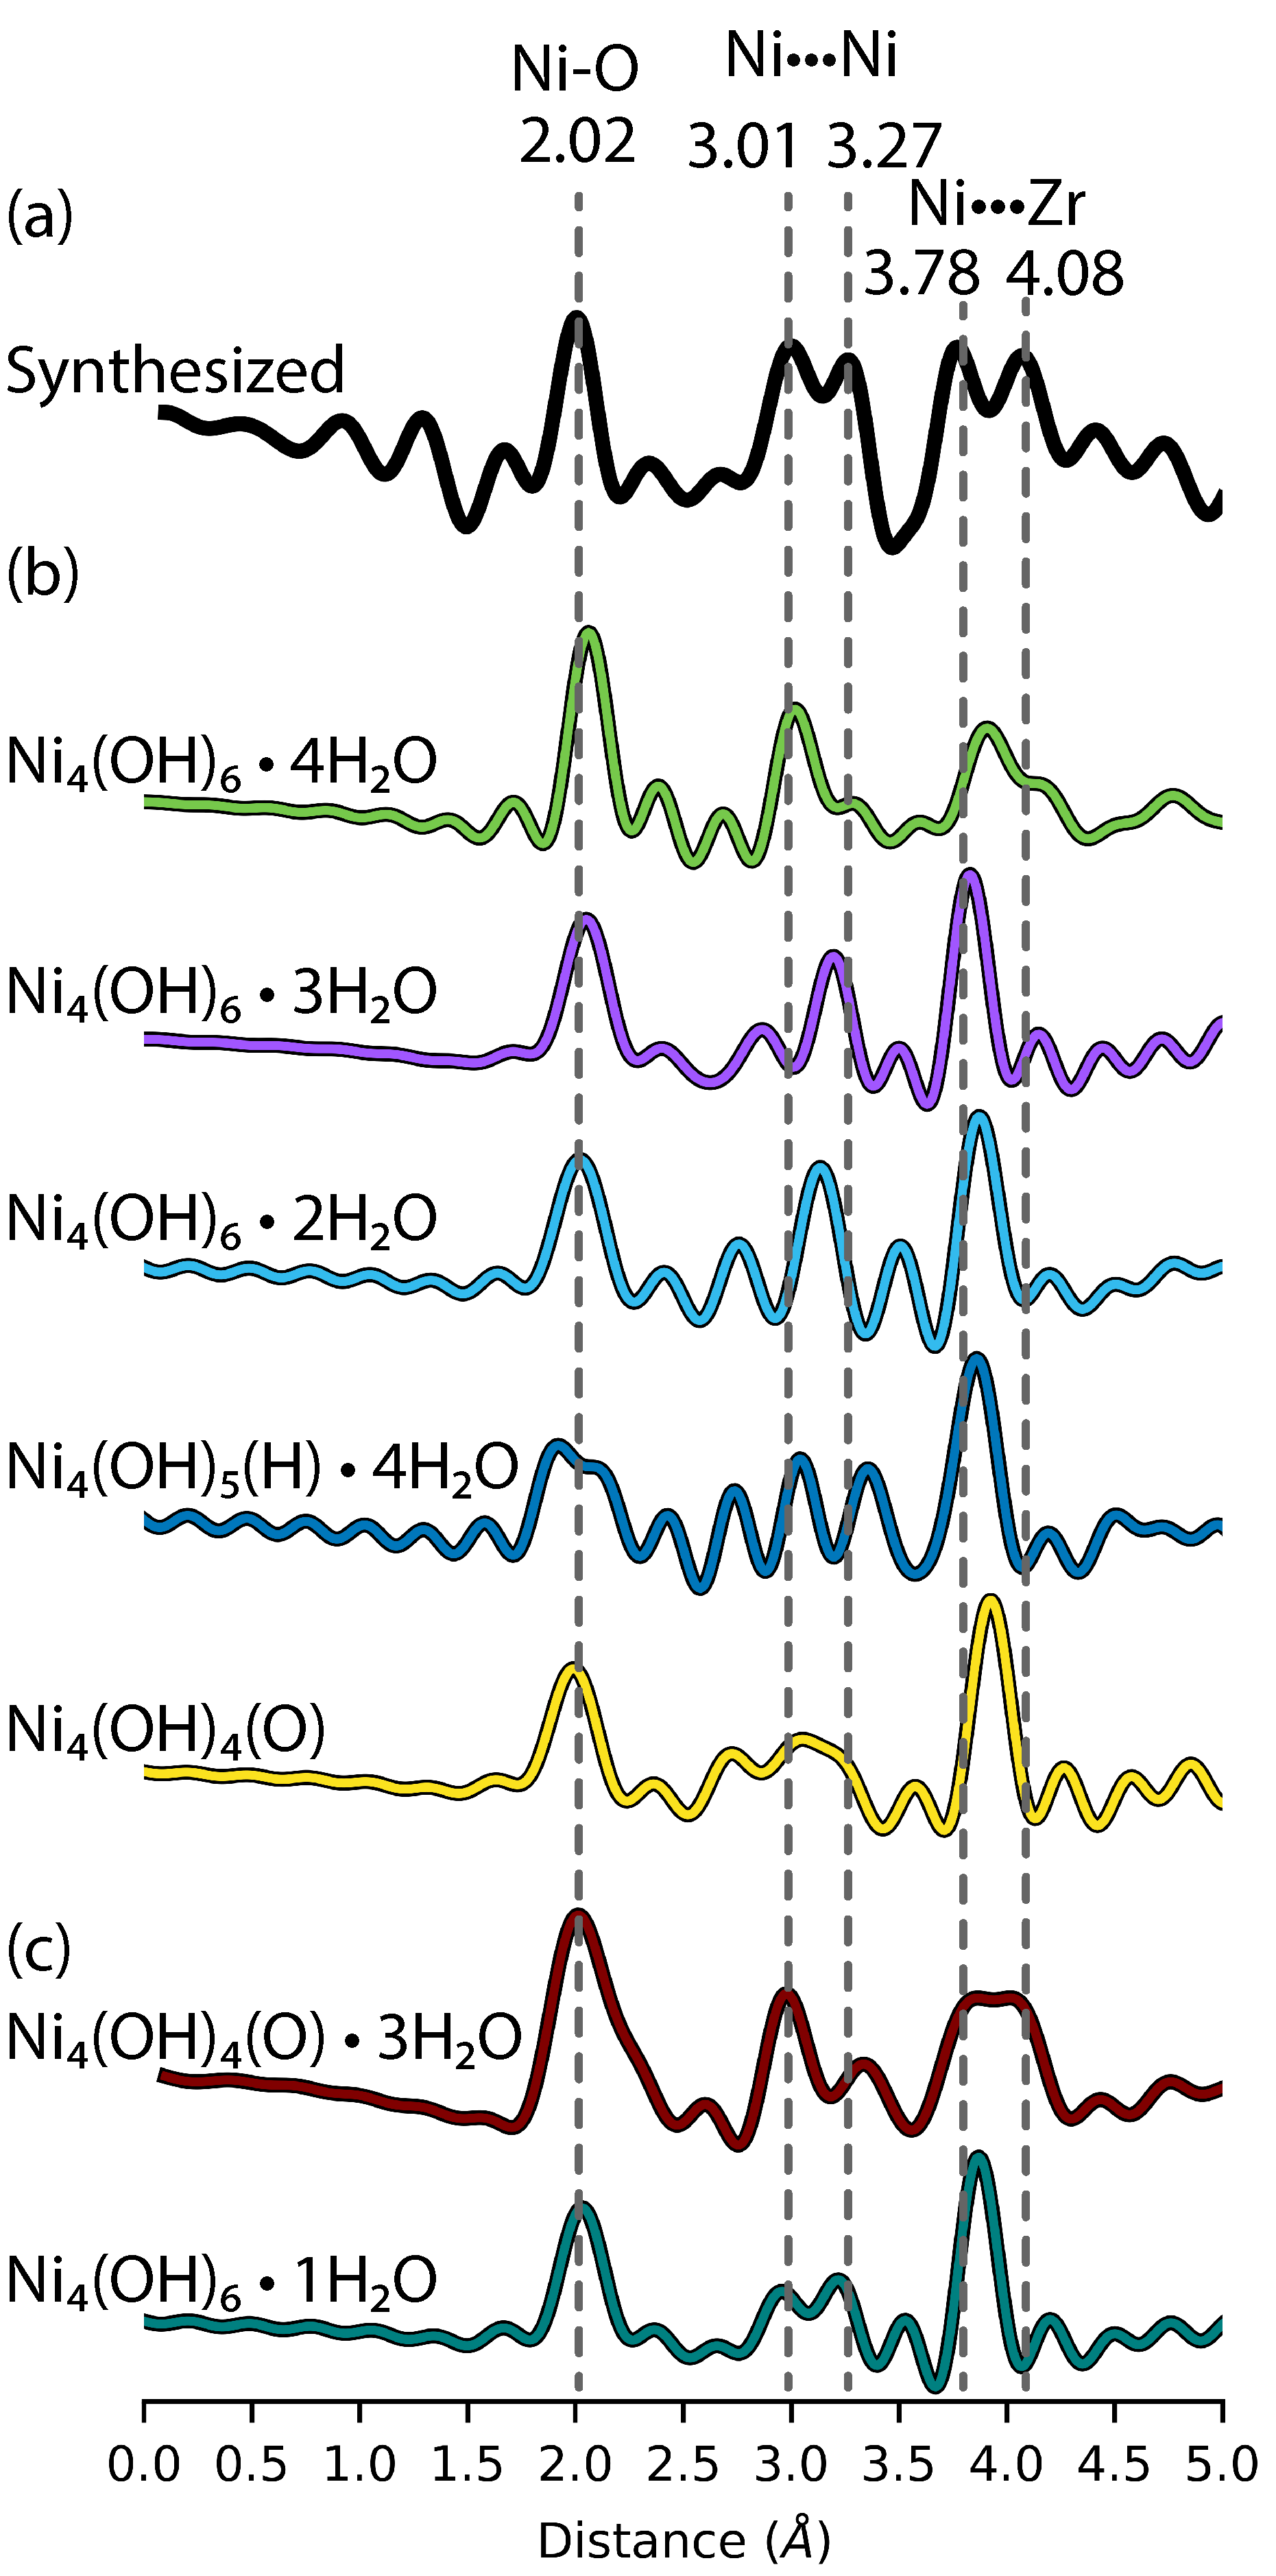 Ni-O
Ni•••Ni
2.02
3.01 3.27
Ni•••Zr
(a)
3.78 4.08
Synthesized
(b)
Ni₄(OH)₆ • 4H₂O
Ni₄(OH)₆ • 3H₂O
Ni₄(OH)₆ • 2H₂O
Ni₄(OH)₅(H) • 4H₂O
Ni₄(OH)₄(O)
(c)
Ni₄(OH)₄(O) • 3H₂O
Ni₄(OH)₆ • 1H₂O
0.0 0.5 1.0 1.5 2.0 2.5 3.0 3.5 4.0 4.5 5.0
Distance (Å)